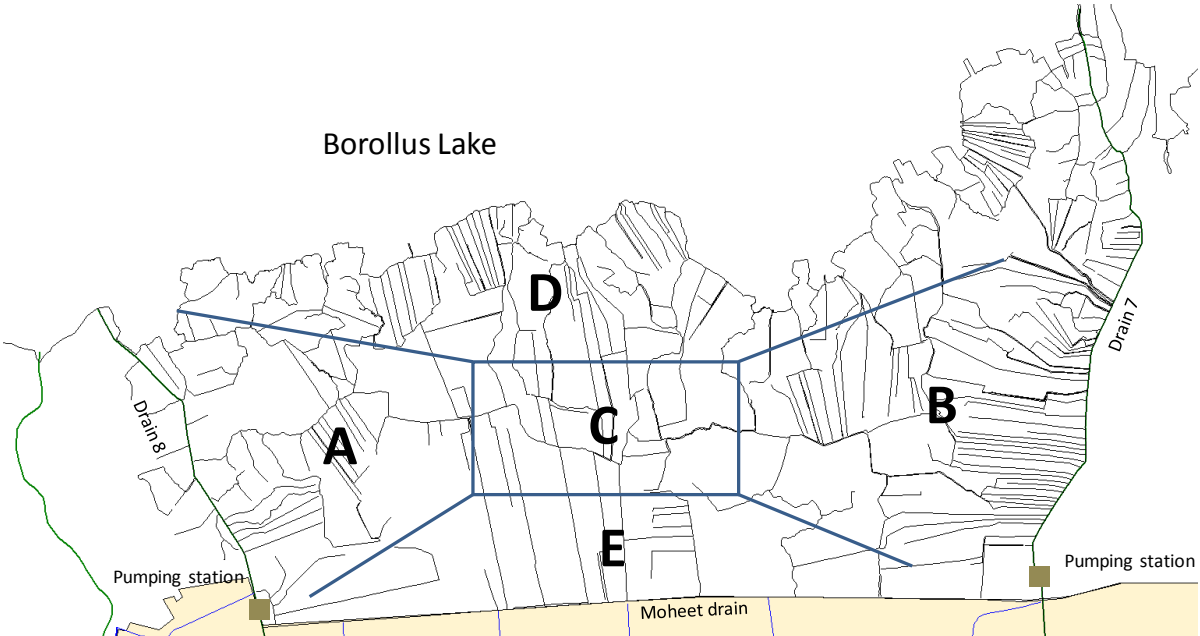 Borollus Lake
D
Drain 7
B
C
Drain 8
A
E
Pumping station
Pumping station
Moheet drain